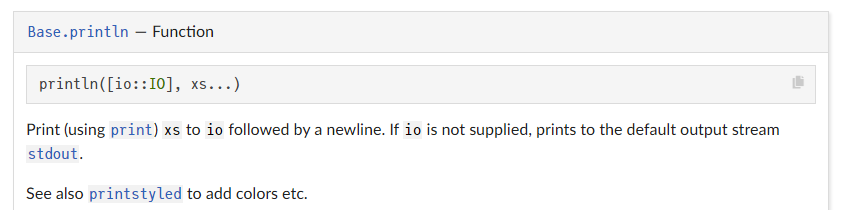 Base.println — Function
println([io::IO], xs...)
Print (using print) xs to io followed by a newline. If io is not supplied, prints to the default output stream
stdout.
See also printstyled to add colors etc.